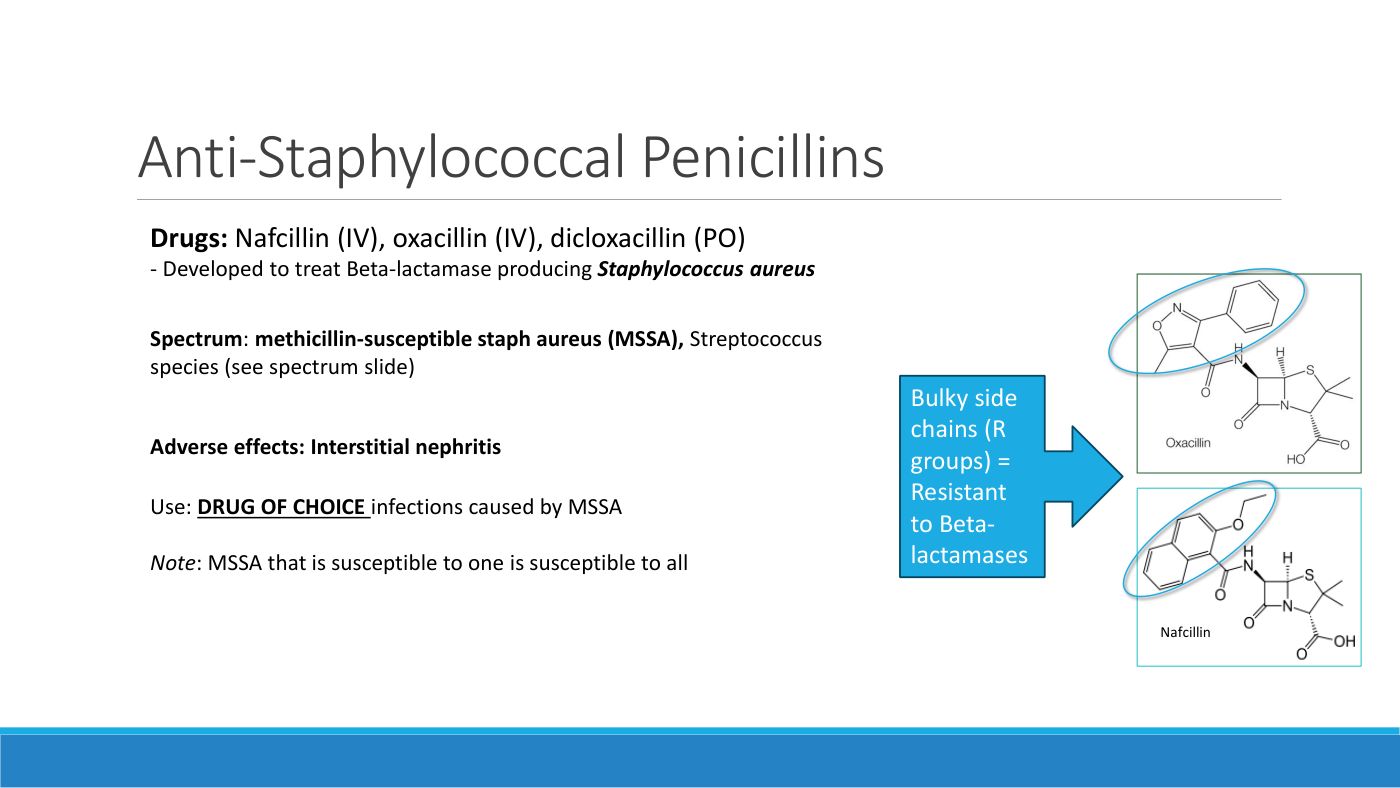 Anti-Staphylococcal Penicillins
Drugs: Nafcillin (IV), oxacillin (IV), dicloxacillin (PO)
- Developed to treat Beta-lactamase producing Staphylococcus aureus
Spectrum: methicillin-susceptible staph aureus (MSSA), Streptococcus
species (see spectrum slide)
Adverse effects: Interstitial nephritis
Use: DRUG OF CHOICE infections caused by MSSA
Note: MSSA that is susceptible to one is susceptible to all
Bulky side
chains (R
groups) =
Resistant
to Beta-
lactamases
N
O
H
N
H
S
O
N
O
O
HO
Oxacillin
O
H
N
H
S
O
N
O
O
OH
Nafcillin